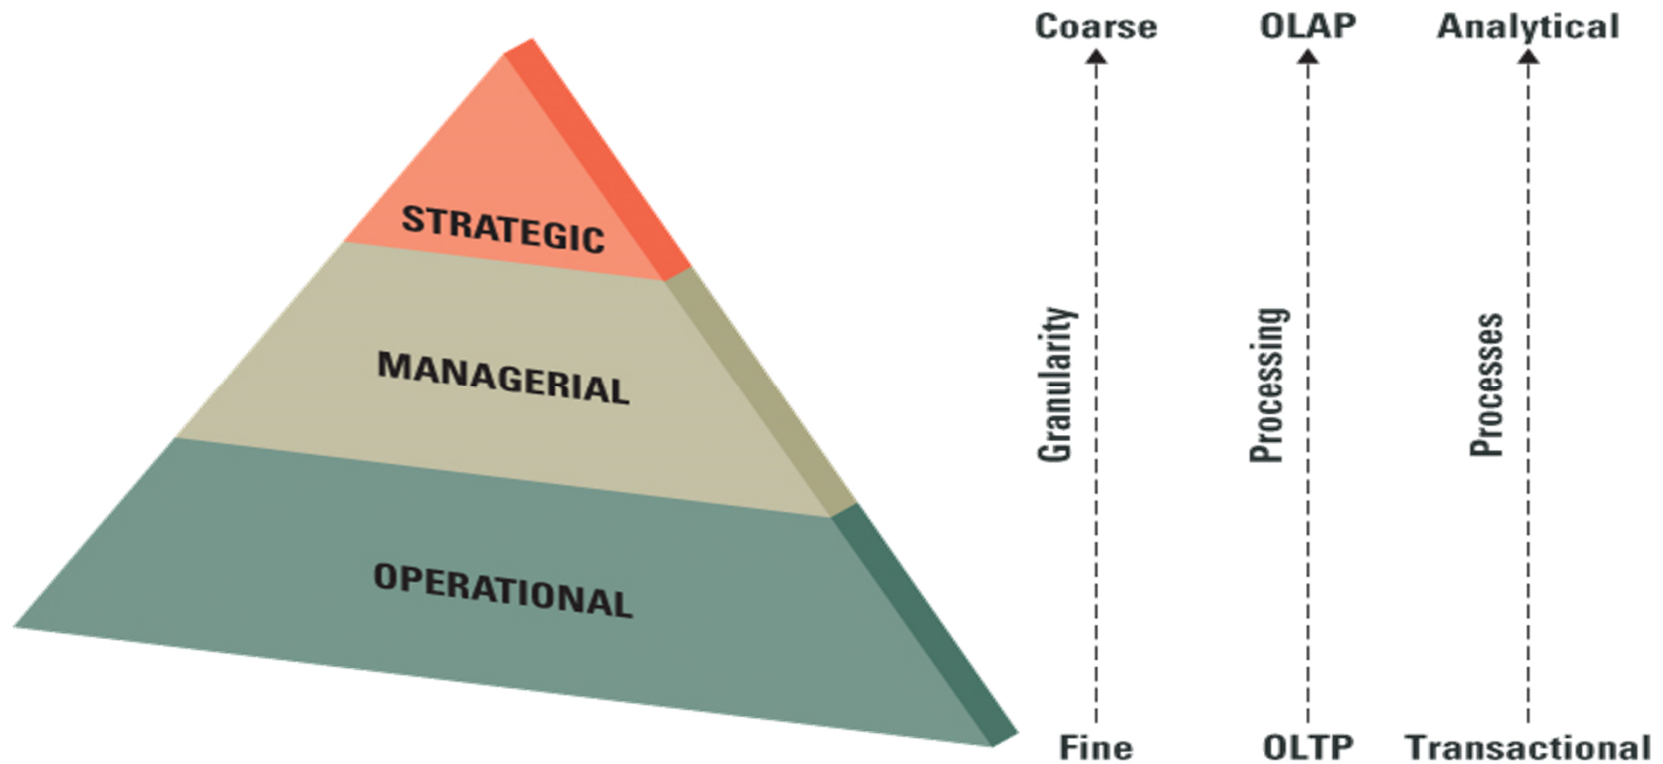 Coarse
OLAP
Analytical
STRATEGIC
MANAGERIAL
OPERATIONAL
Granularity
Processing
Processes
Fine
OLTP
Transactional